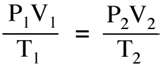 P₁V₁ / T₁ = P₂V₂ / T₂